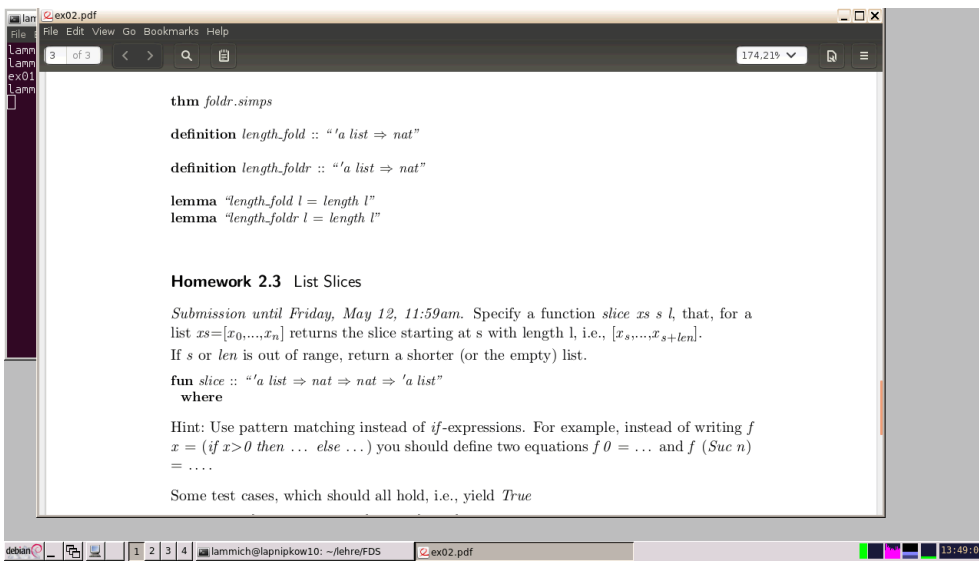 lam
ex02.pdf
File
File Edit View Go Bookmarks Help
lamm
lamm
ex01
lamm
3 of 3
174,21%
thm foldr.simps
definition length_fold :: “'a list ⇒ nat”
definition length_foldr :: “'a list ⇒ nat”
lemma “length_fold l = length l”
lemma “length_foldr l = length l”
Homework 2.3 List Slices
Submission until Friday, May 12, 11:59am. Specify a function slice xs s l, that, for a
list xs=[x₀,...,xₙ] returns the slice starting at s with length l, i.e., [xₛ,...,xₛ₊ₗₑₙ].
If s or len is out of range, return a shorter (or the empty) list.
fun slice :: “'a list ⇒ nat ⇒ nat ⇒ 'a list”
where
Hint: Use pattern matching instead of if-expressions. For example, instead of writing f
x = (if x>0 then ... else ...) you should define two equations f 0 = ... and f (Suc n)
= ....
Some test cases, which should all hold, i.e., yield True
debian 1 2 3 4 lammich@lapnipkow10: ~/lehre/FDS ex02.pdf 13:49:0